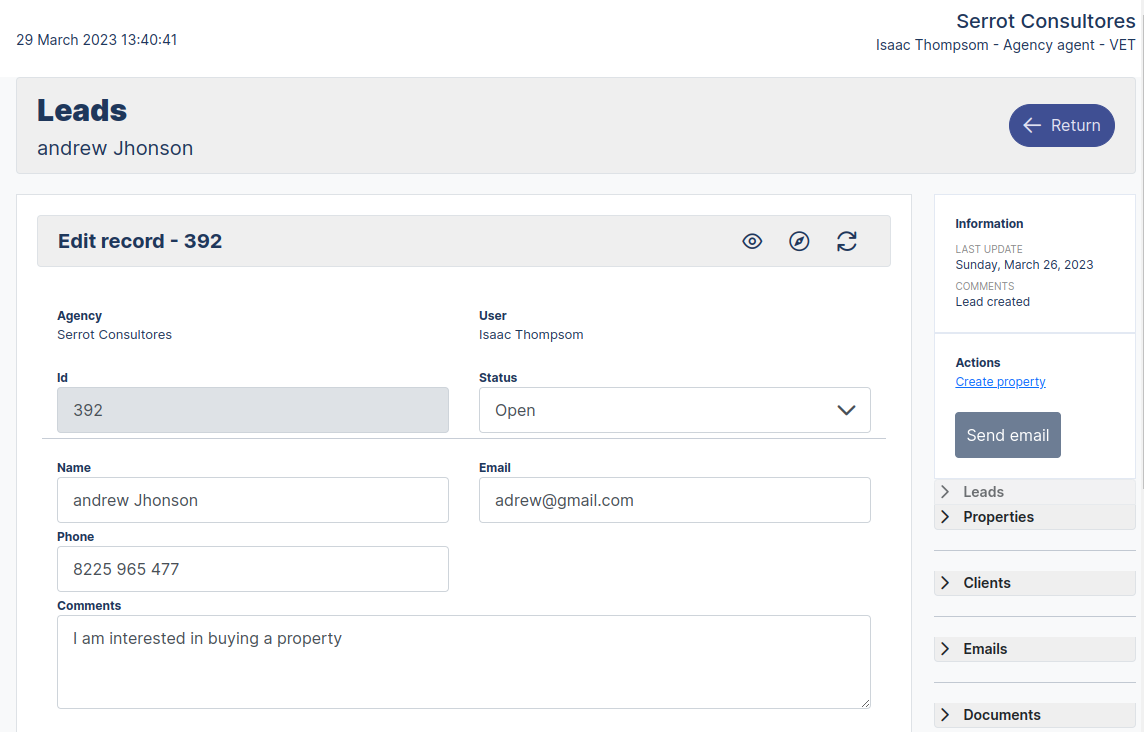 Serrot Consultores
29 March 2023 13:40:41
Isaac Thompsom - Agency agent - VET
Leads
andrew Jhonson
Return
Edit record - 392
Agency
Serrot Consultores
User
Isaac Thompsom
Id
392
Status
Open
Name
andrew Jhonson
Email
adrew@gmail.com
Phone
8225 965 477
Comments
I am interested in buying a property
Information
LAST UPDATE
Sunday, March 26, 2023
COMMENTS
Lead created
Actions
Create property
Send email
Leads
Properties
Clients
Emails
Documents